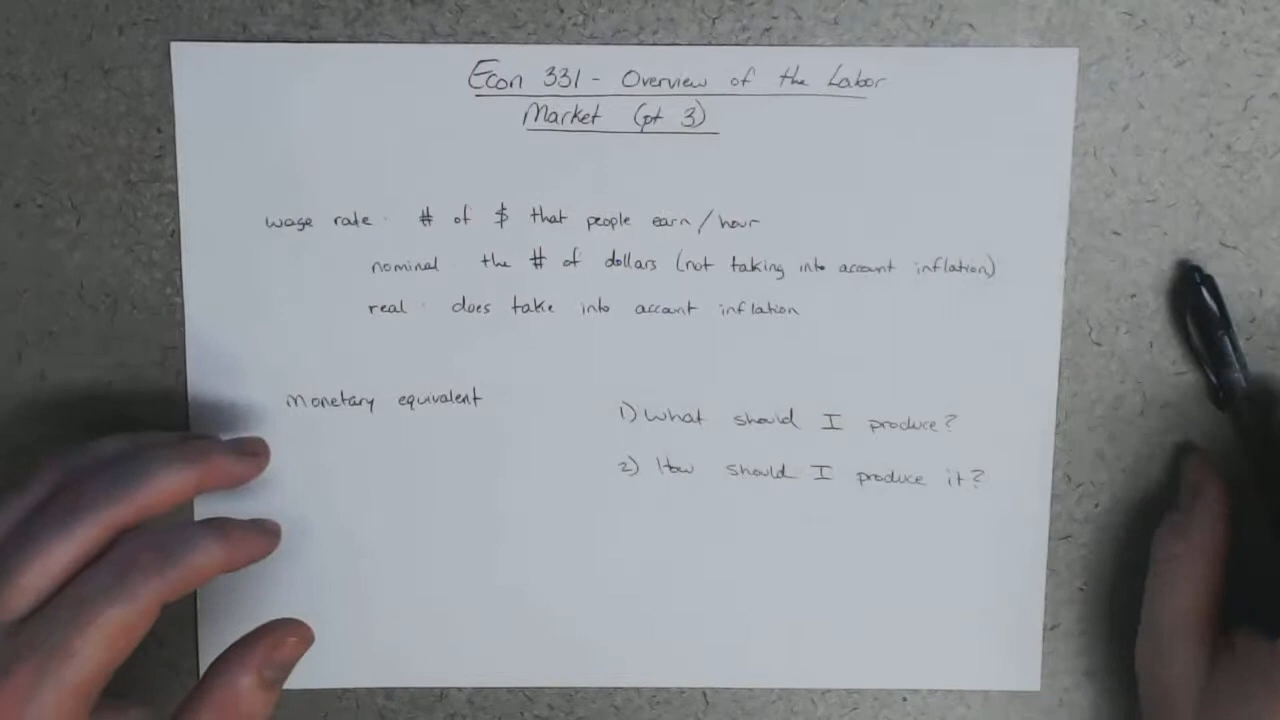 Econ 331 - Overview of the Labor
Market (pt 3)
wage rate: # of $ that people earn/hour
nominal the # of dollars (not taking into account inflation)
real: does take into account inflation
Monetary equivalent
1) What should I produce?
2) How should I produce it?